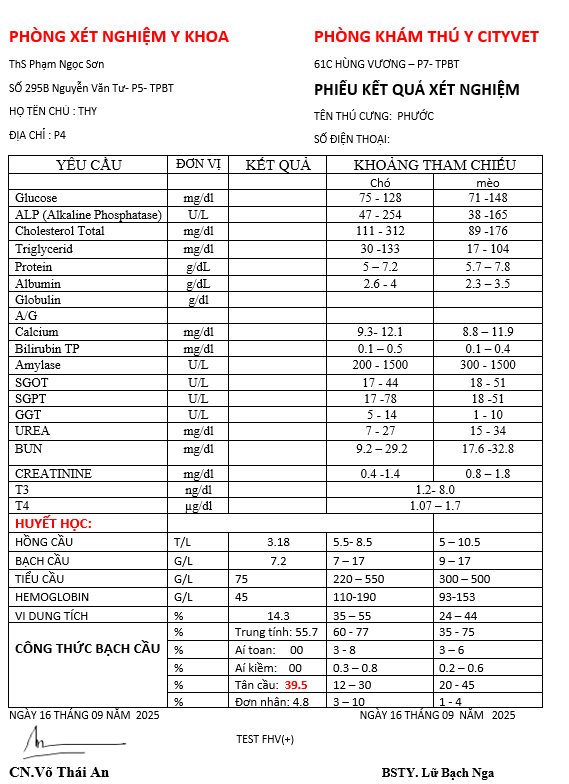 PHÒNG XÉT NGHIỆM Y KHOA
ThS Phạm Ngọc Sơn
SỐ 295B Nguyễn Văn Tư- P5- TPBT
HỌ TÊN CHỦ : THY
ĐỊA CHỈ : P4
PHÒNG KHÁM THÚ Y CITYVET
61C HÙNG VƯƠNG – P7- TPBT
PHIẾU KẾT QUẢ XÉT NGHIỆM
TÊN THÚ CƯNG: PHƯỚC
SỐ ĐIỆN THOẠI:
YÊU CẦU ĐƠN VỊ KẾT QUẢ KHOẢNG THAM CHIẾU
Chó mèo
Glucose mg/dl 75 - 128 71 -148
ALP (Alkaline Phosphatase) U/L 47 - 254 38 -165
Cholesterol Total mg/dl 111 - 312 89 -176
Triglycerid mg/dl 30 -133 17 - 104
Protein g/dL 5 – 7.2 5.7 – 7.8
Albumin g/dL 2.6 - 4 2.3 – 3.5
Globulin g/dl
A/G
Calcium mg/dl 9.3- 12.1 8.8 – 11.9
Bilirubin TP mg/dl 0.1 – 0.5 0.1 – 0.4
Amylase U/L 200 - 1500 300 - 1500
SGOT U/L 17 - 44 18 - 51
SGPT U/L 17 -78 18 -51
GGT U/L 5 - 14 1 - 10
UREA mg/dl 7 - 27 15 - 34
BUN mg/dl 9.2 – 29.2 17.6 -32.8
CREATININE mg/dl 0.4 -1.4 0.8 – 1.8
T3 ng/dl 1.2- 8.0
T4 µg/dl 1.07 – 1.7
HUYẾT HỌC:
HỒNG CẦU T/L 3.18 5.5- 8.5 5 – 10.5
BẠCH CẦU G/L 7.2 7 – 17 9 – 17
TIỂU CẦU G/L 75 220 – 550 300 – 500
HEMOGLOBIN G/L 45 110-190 93-153
VI DUNG TÍCH % 14.3 35 – 55 24 – 44
CÔNG THỨC BẠCH CẦU % Trung tính: 55.7 60 - 77 35 - 75
% Aí toan: 00 3 - 8 3 – 6
% Aí kiềm: 00 0.3 – 0.8 0.2 – 0.6
% Tân cầu: 39.5 12 – 30 20 - 45
% Đơn nhân: 4.8 3 – 10 1 - 4
NGÀY 16 THÁNG 09 NĂM 2025 NGÀY 16 THÁNG 09 NĂM 2025
TEST FHV(+)
CN.Võ Thái An BSTY. Lữ Bạch Nga